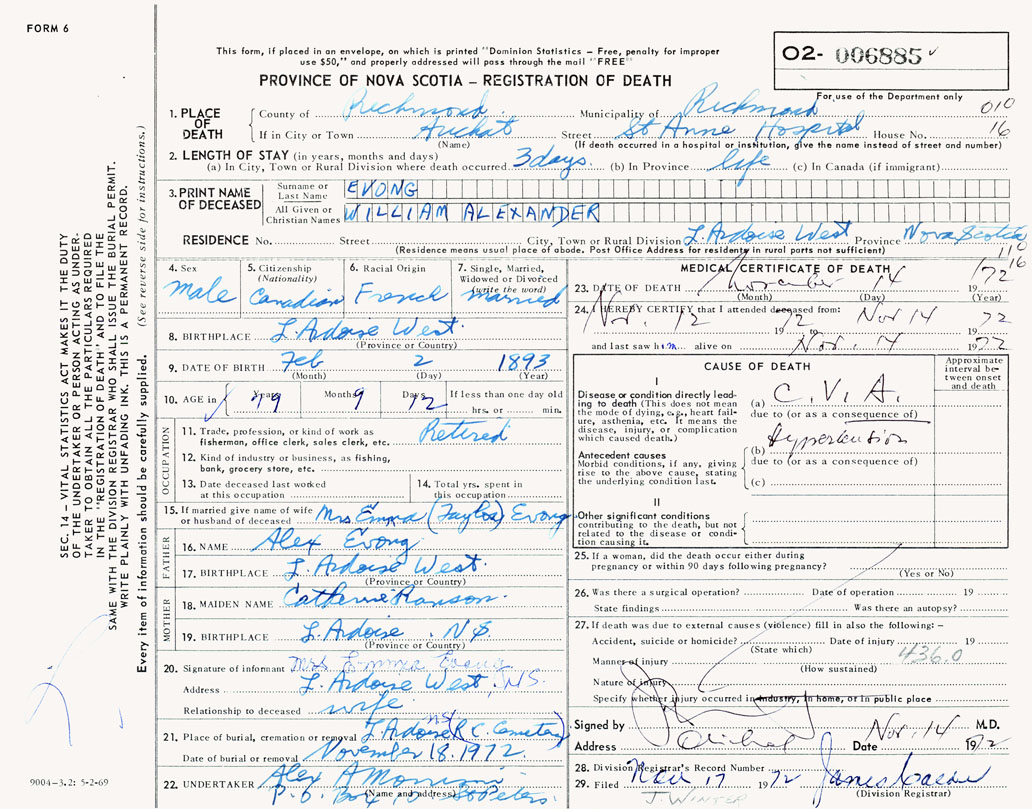 FORM 6
This form, if placed in an envelope, on which is printed "Dominion Statistics — Free, penalty for improper
use $50," and properly addressed will pass through the mail "FREE"
PROVINCE OF NOVA SCOTIA — REGISTRATION OF DEATH
O2- 006885
For use of the Department only
010
16
1. PLACE OF DEATH
County of Richmond Municipality of Richmond
If in City or Town Arichat Street St Anne Hospital House No.
(Name) (If death occurred in a hospital or institution, give the name instead of street and number)
2. LENGTH OF STAY (in years, months and days)
(a) In City, Town or Rural Division where death occurred 3 days. (b) In Province life (c) In Canada (if immigrant)
3. PRINT NAME OF DECEASED
Surname or Last Name EVONG
All Given or Christian Names WILLIAM ALEXANDER
RESIDENCE No. Street City, Town or Rural Division L. Ardoise West Province Nova Scotia
(Residence means usual place of abode. Post Office Address for residents in rural parts not sufficient)
110
16
4. Sex male
5. Citizenship (Nationality) Canadian
6. Racial Origin French
7. Single, Married, Widowed or Divorced (write the word) married
8. BIRTHPLACE L. Ardoise West.
(Province or Country)
9. DATE OF BIRTH Feb 2 1893
(Month) (Day) (Year)
10. AGE in Years 79 Months 9 Days 12 If less than one day old
hrs. or min.
OCCUPATION
11. Trade, profession, or kind of work as
fisherman, office clerk, sales clerk, etc. Retired
12. Kind of industry or business, as fishing,
bank, grocery store, etc.
13. Date deceased last worked
at this occupation
14. Total yrs. spent in
this occupation
15. If married give name of wife
or husband of deceased Mrs Emma (Taylor) Evong
FATHER
16. NAME Alex Evong
17. BIRTHPLACE L. Ardoise West.
(Province or Country)
MOTHER
18. MAIDEN NAME Catherine Ranson.
19. BIRTHPLACE L. Ardoise. N.S.
(Province or Country)
20. Signature of informant Mrs Emma Evong
Address L. Ardoise West, N.S.
Relationship to deceased wife
21. Place of burial, cremation or removal L. Ardoise NS R C. Cemetery
Date of burial or removal November 18. 1972.
22. UNDERTAKER Alex A
(Name and address)
P.O. Box 10 St Peters.
MEDICAL CERTIFICATE OF DEATH
23. DATE OF DEATH November 14 1972
(Month) (Day) (Year)
24. I HEREBY CERTIFY that I attended deceased from:
Nov. 12 1972 to Nov 14 1972
and last saw him alive on Nov. 14 1972
CAUSE OF DEATH
Approximate interval between onset and death
I
Disease or condition directly leading
to death (This does not mean
the mode of dying, e.g., heart failure,
asthenia, etc. It means the
disease, injury, or complication
which caused death.)
(a) C. V. A.
due to (or as a consequence of)
Antecedent causes
Morbid conditions, if any, giving
rise to the above cause, stating
the underlying condition last.
(b) Hypertension
due to (or as a consequence of)
(c)
II
Other significant conditions
contributing to the death, but not
related to the disease or condition
causing it.
25. If a woman, did the death occur either during
pregnancy or within 90 days following pregnancy?
(Yes or No)
26. Was there a surgical operation? Date of operation 19
State findings Was there an autopsy?
27. If death was due to external causes (violence) fill in also the following: —
Accident, suicide or homicide? Date of injury 19
(State which)
436.0
Manner of injury
(How sustained)
Nature of injury
Specify whether injury occurred in industry, in home, or in public place
Signed by M.D.
Address Arichat Date Nov. 14 1972
28. Division Registrar's Record Number
29. Filed Nov 17 1972
(Division Registrar)
J. WINTER
SEC. 14 – VITAL STATISTICS ACT MAKES IT THE DUTY
OF THE UNDERTAKER OR PERSON ACTING AS UNDERTAKER
TO OBTAIN ALL THE PARTICULARS REQUIRED
IN THE "REGISTRATION OF DEATH" AND TO FILE THE
SAME WITH THE DIVISION REGISTRAR WHO SHALL ISSUE THE BURIAL PERMIT.
WRITE PLAINLY WITH UNFADING INK. THIS IS A PERMANENT RECORD.
Every item of information should be carefully supplied. (See reverse side for instructions.)
9004-3.2: 5-2-69